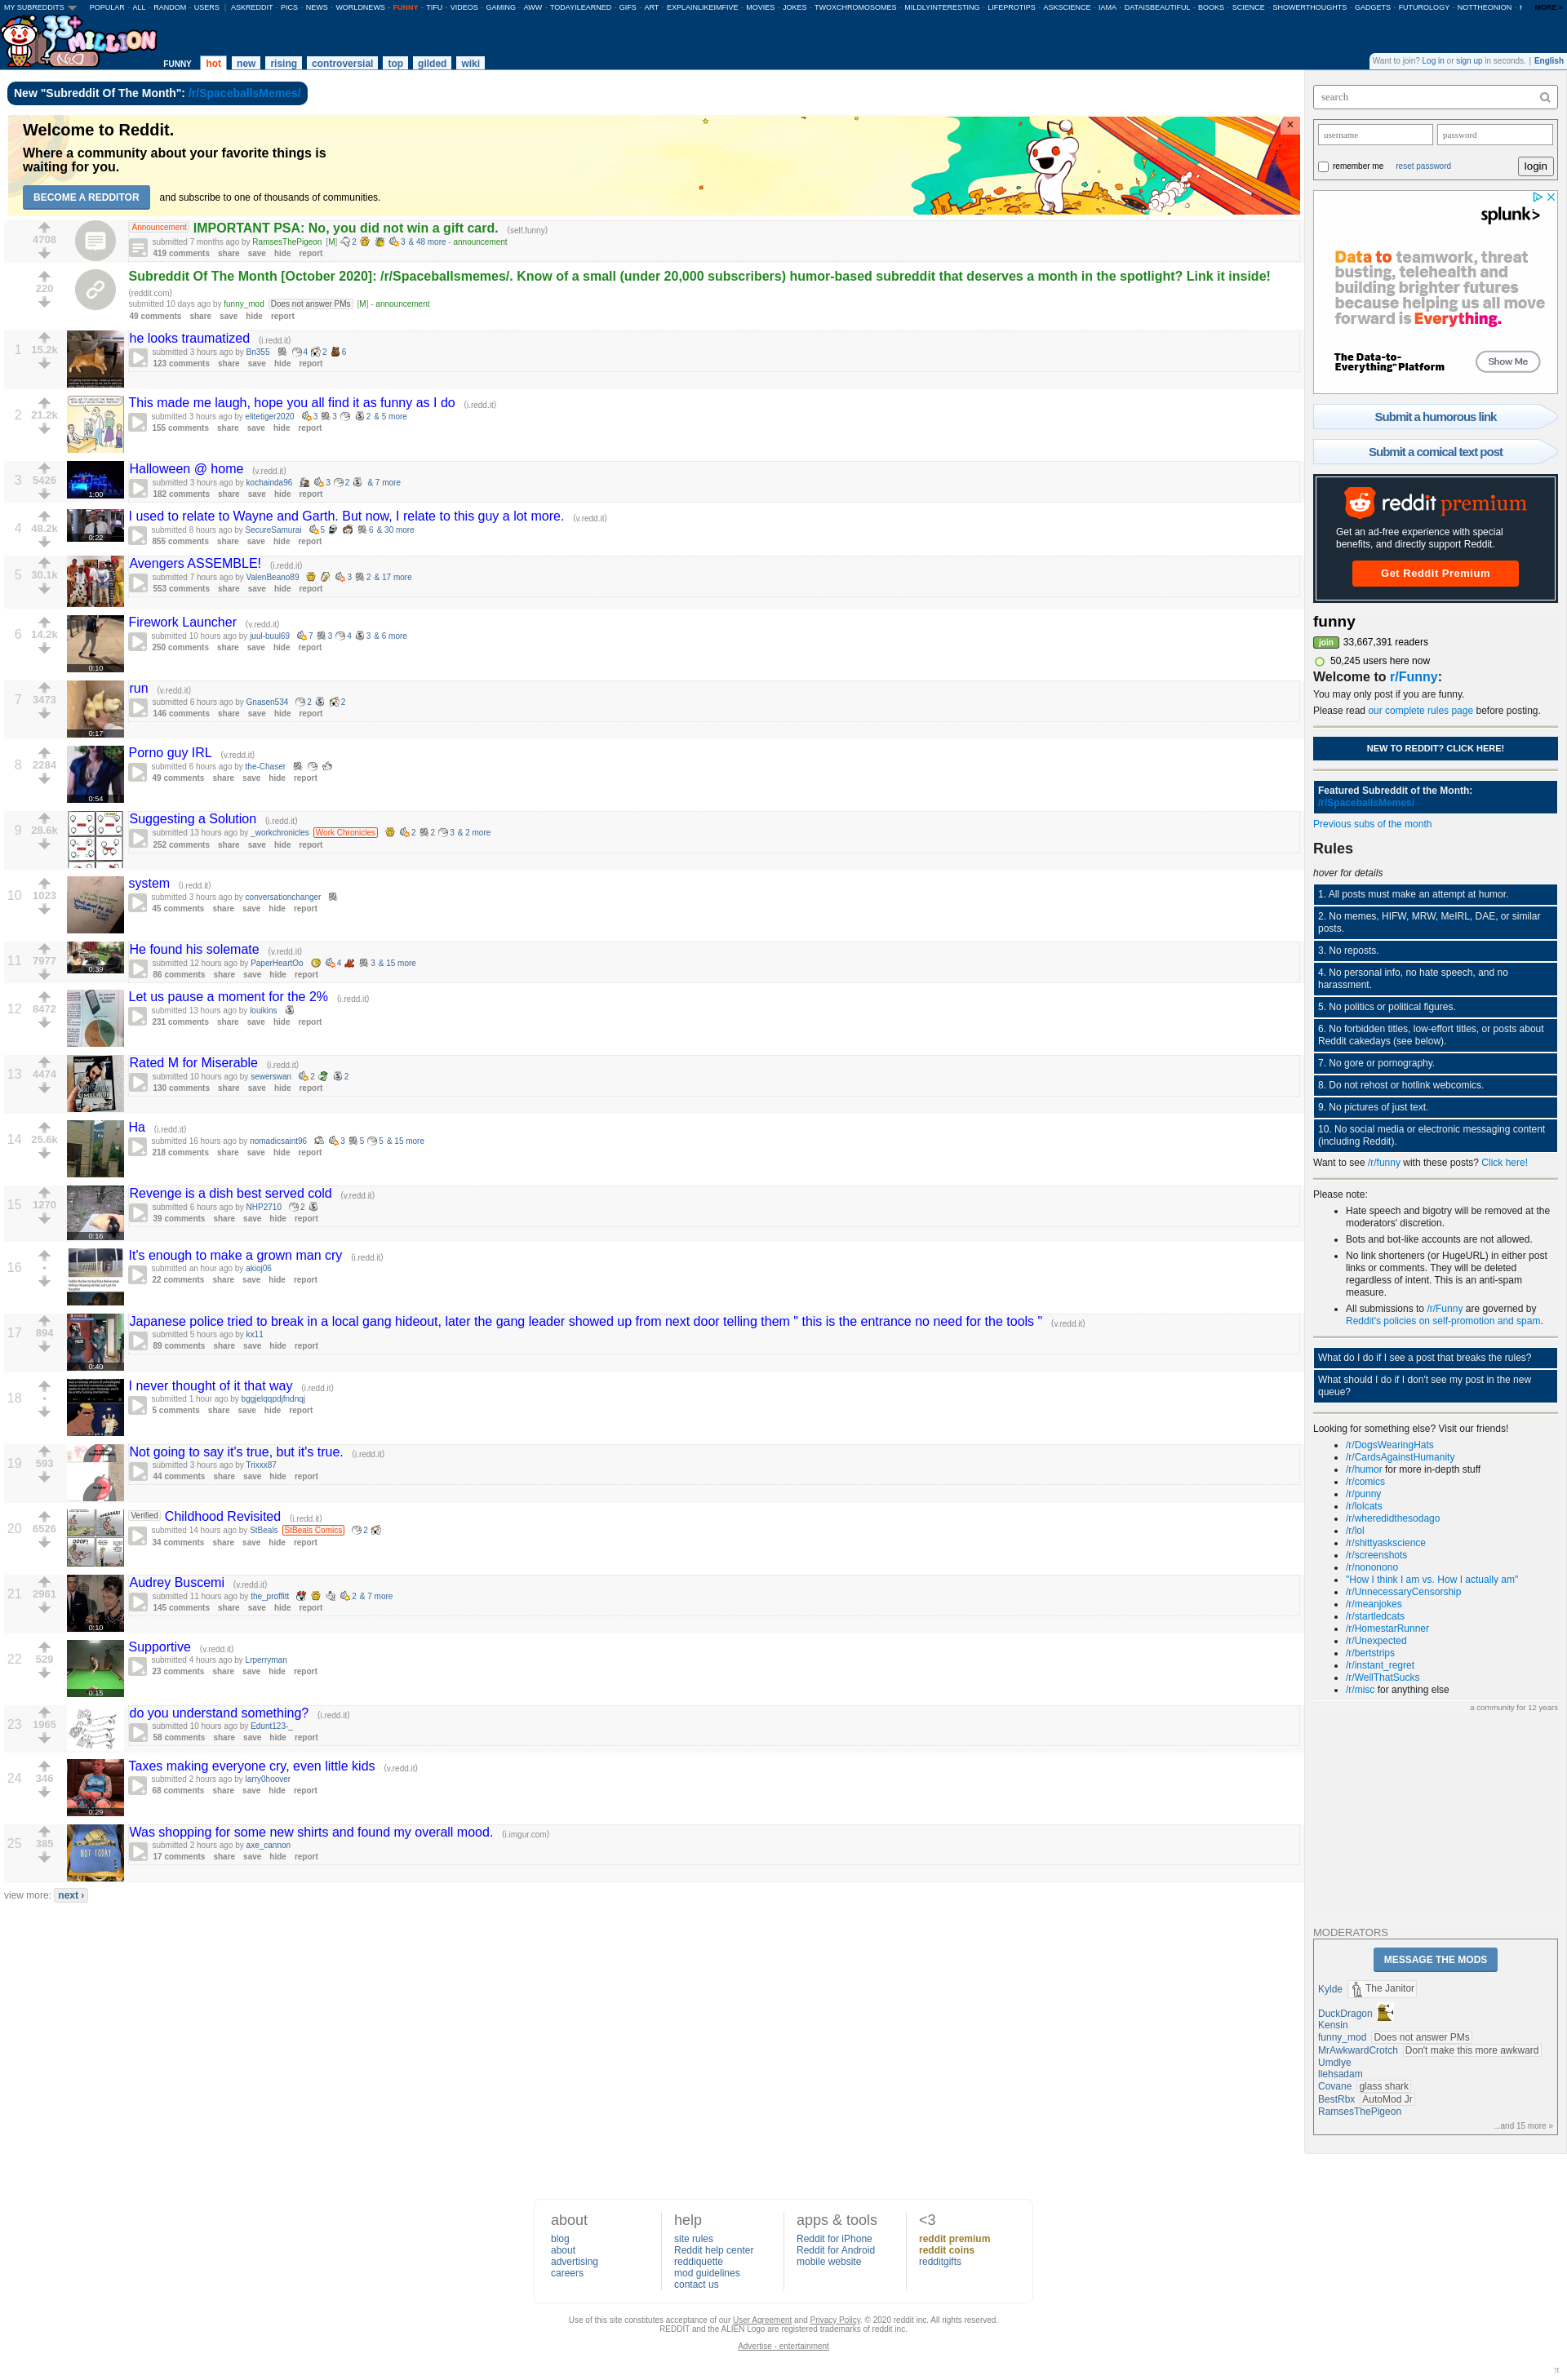 MY SUBREDDITS POPULAR - ALL - RANDOM - USERS | ASKREDDIT - PICS - NEWS - WORLDNEWS - FUNNY - TIFU - VIDEOS - GAMING - AWW - TODAYILEARNED - GIFS - ART - EXPLAINLIKEIMFIVE - MOVIES - JOKES - TWOXCHROMOSOMES - MILDLYINTERESTING - LIFEPROTIPS - ASKSCIENCE - IAMA - DATAISBEAUTIFUL - BOOKS - SCIENCE - SHOWERTHOUGHTS - GADGETS - FUTUROLOGY - NOTTHEONION MORE »
33+ MILLION
FUNNY hot new rising controversial top gilded wiki
Want to join? Log in or sign up in seconds. | English
New "Subreddit Of The Month": /r/SpaceballsMemes/
Welcome to Reddit.
Where a community about your favorite things is
waiting for you.
BECOME A REDDITOR and subscribe to one of thousands of communities.
×
4708
Announcement IMPORTANT PSA: No, you did not win a gift card. (self.funny)
submitted 7 months ago by RamsesThePigeon [M] 2 3 & 48 more - announcement
419 comments share save hide report
220
Subreddit Of The Month [October 2020]: /r/Spaceballsmemes/. Know of a small (under 20,000 subscribers) humor-based subreddit that deserves a month in the spotlight? Link it inside!
(reddit.com)
submitted 10 days ago by funny_mod Does not answer PMs [M] - announcement
49 comments share save hide report
1 15.2k
he looks traumatized (i.redd.it)
submitted 3 hours ago by Bn355 4 2 6
123 comments share save hide report
2 21.2k
This made me laugh, hope you all find it as funny as I do (i.redd.it)
submitted 3 hours ago by elitetiger2020 3 3 2 & 5 more
155 comments share save hide report
3 5426 1:00
Halloween @ home (v.redd.it)
submitted 3 hours ago by kochainda96 3 2 & 7 more
182 comments share save hide report
4 48.2k 0:22
I used to relate to Wayne and Garth. But now, I relate to this guy a lot more. (v.redd.it)
submitted 8 hours ago by SecureSamurai 5 6 & 30 more
855 comments share save hide report
5 30.1k
Avengers ASSEMBLE! (i.redd.it)
submitted 7 hours ago by ValenBeano89 3 2 & 17 more
553 comments share save hide report
6 14.2k 0:10
Firework Launcher (v.redd.it)
submitted 10 hours ago by juul-buul69 7 3 4 3 & 6 more
250 comments share save hide report
7 3473 0:17
run (v.redd.it)
submitted 6 hours ago by Gnasen534 2 2
146 comments share save hide report
8 2284 0:54
Porno guy IRL (v.redd.it)
submitted 6 hours ago by the-Chaser
49 comments share save hide report
9 28.6k
Suggesting a Solution (i.redd.it)
submitted 13 hours ago by _workchronicles Work Chronicles 2 2 3 & 2 more
252 comments share save hide report
10 1023
system (i.redd.it)
submitted 3 hours ago by conversationchanger
45 comments share save hide report
11 7977 0:39
He found his solemate (v.redd.it)
submitted 12 hours ago by PaperHeartOo 4 3 & 15 more
86 comments share save hide report
12 8472
Let us pause a moment for the 2% (i.redd.it)
submitted 13 hours ago by louikins
231 comments share save hide report
13 4474
Rated M for Miserable (i.redd.it)
submitted 10 hours ago by sewerswan 2 2
130 comments share save hide report
14 25.6k
Ha (i.redd.it)
submitted 16 hours ago by nomadicsaint96 3 5 5 & 15 more
218 comments share save hide report
15 1270 0:16
Revenge is a dish best served cold (v.redd.it)
submitted 6 hours ago by NHP2710 2
39 comments share save hide report
16 •
It's enough to make a grown man cry (i.redd.it)
submitted an hour ago by akioj06
22 comments share save hide report
17 894 0:40
Japanese police tried to break in a local gang hideout, later the gang leader showed up from next door telling them " this is the entrance no need for the tools " (v.redd.it)
submitted 5 hours ago by kx11
89 comments share save hide report
18 •
I never thought of it that way (i.redd.it)
submitted 1 hour ago by bggjelqqpdjfndnqj
5 comments share save hide report
19 593
Not going to say it's true, but it's true. (i.redd.it)
submitted 3 hours ago by Trixxx87
44 comments share save hide report
20 6526
Verified Childhood Revisited (i.redd.it)
submitted 14 hours ago by StBeals StBeals Comics 2
34 comments share save hide report
21 2961 0:10
Audrey Buscemi (v.redd.it)
submitted 11 hours ago by the_proffitt 2 & 7 more
145 comments share save hide report
22 529 0:15
Supportive (v.redd.it)
submitted 4 hours ago by Lrperryman
23 comments share save hide report
23 1965
do you understand something? (i.redd.it)
submitted 10 hours ago by Edunt123-_
58 comments share save hide report
24 346 0:29
Taxes making everyone cry, even little kids (v.redd.it)
submitted 2 hours ago by larry0hoover
68 comments share save hide report
25 385 NOT TODAY
Was shopping for some new shirts and found my overall mood. (i.imgur.com)
submitted 2 hours ago by axe_cannon
17 comments share save hide report
view more: next ›
search
username password
remember me reset password login
splunk>
Data to teamwork, threat
busting, telehealth and
building brighter futures
because helping us all move
forward is Everything.
The Data-to-
Everything™ Company
Show Me
Submit a humorous link
Submit a comical text post
reddit premium
Get an ad-free experience with special
benefits, and directly support Reddit.
Get Reddit Premium
funny
join 33,667,391 readers
50,245 users here now
Welcome to r/Funny:
You may only post if you are funny.
Please read our complete rules page before posting.
NEW TO REDDIT? CLICK HERE!
Featured Subreddit of the Month:
/r/SpaceballsMemes/
Previous subs of the month
Rules
hover for details
1. All posts must make an attempt at humor.
2. No memes, HIFW, MRW, MeIRL, DAE, or similar
posts.
3. No reposts.
4. No personal info, no hate speech, and no
harassment.
5. No politics or political figures.
6. No forbidden titles, low-effort titles, or posts about
Reddit cakedays (see below).
7. No gore or pornography.
8. Do not rehost or hotlink webcomics.
9. No pictures of just text.
10. No social media or electronic messaging content
(including Reddit).
Want to see /r/funny with these posts? Click here!
Please note:
• Hate speech and bigotry will be removed at the
moderators' discretion.
• Bots and bot-like accounts are not allowed.
• No link shorteners (or HugeURL) in either post
links or comments. They will be deleted
regardless of intent. This is an anti-spam
measure.
• All submissions to /r/Funny are governed by
Reddit's policies on self-promotion and spam.
What do I do if I see a post that breaks the rules?
What should I do if I don't see my post in the new
queue?
Looking for something else? Visit our friends!
• /r/DogsWearingHats
• /r/CardsAgainstHumanity
• /r/humor for more in-depth stuff
• /r/comics
• /r/punny
• /r/lolcats
• /r/wheredidthesodago
• /r/lol
• /r/shittyaskscience
• /r/screenshots
• /r/nononono
• "How I think I am vs. How I actually am"
• /r/UnnecessaryCensorship
• /r/meanjokes
• /r/startledcats
• /r/HomestarRunner
• /r/Unexpected
• /r/bertstrips
• /r/instant_regret
• /r/WellThatSucks
• /r/misc for anything else
a community for 12 years
MODERATORS
MESSAGE THE MODS
Kylde The Janitor
DuckDragon
Kensin
funny_mod Does not answer PMs
MrAwkwardCrotch Don't make this more awkward
Umdlye
llehsadam
Covane glass shark
BestRbx AutoMod Jr
RamsesThePigeon
...and 15 more »
about
blog
about
advertising
careers
help
site rules
Reddit help center
reddiquette
mod guidelines
contact us
apps & tools
Reddit for iPhone
Reddit for Android
mobile website
<3
reddit premium
reddit coins
redditgifts
Use of this site constitutes acceptance of our User Agreement and Privacy Policy. © 2020 reddit inc. All rights reserved.
REDDIT and the ALIEN Logo are registered trademarks of reddit inc.
Advertise - entertainment
π